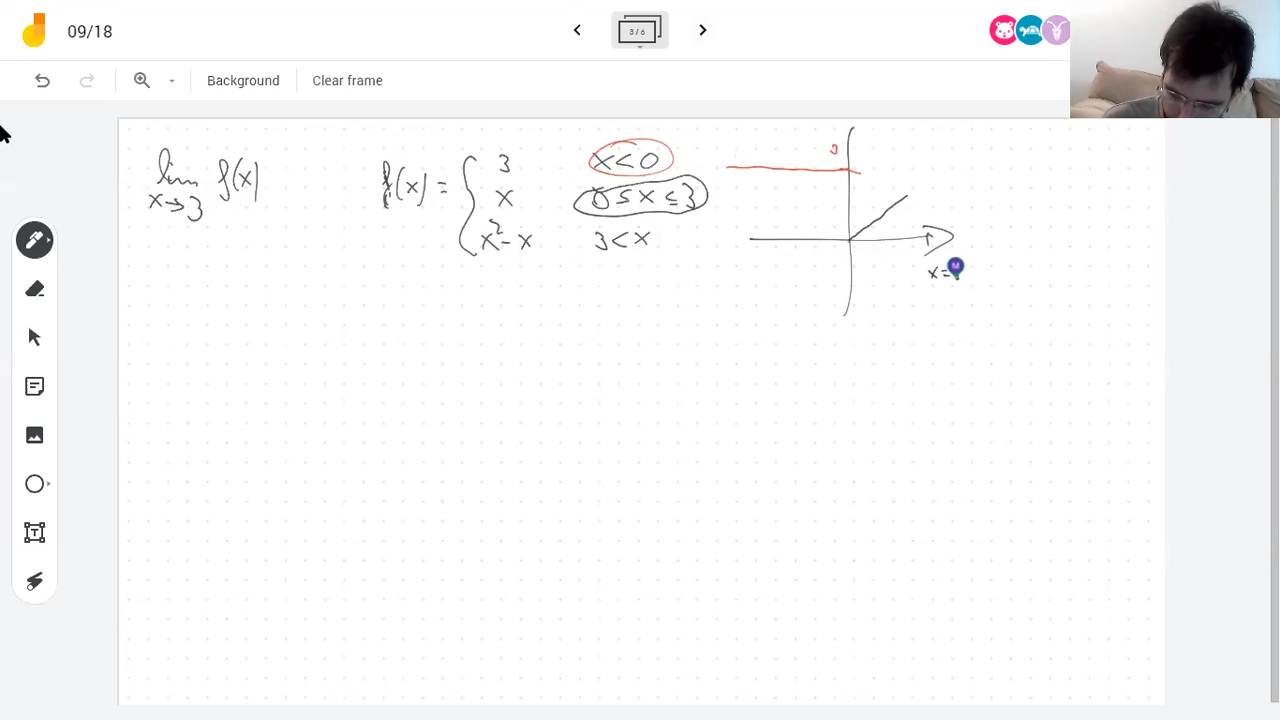 09/18
3/6
Background
Clear frame
lim f(x)
x→3
f(x) = { 3 x<0
x 0≤x≤3
x²-x 3<x
3
x=
M